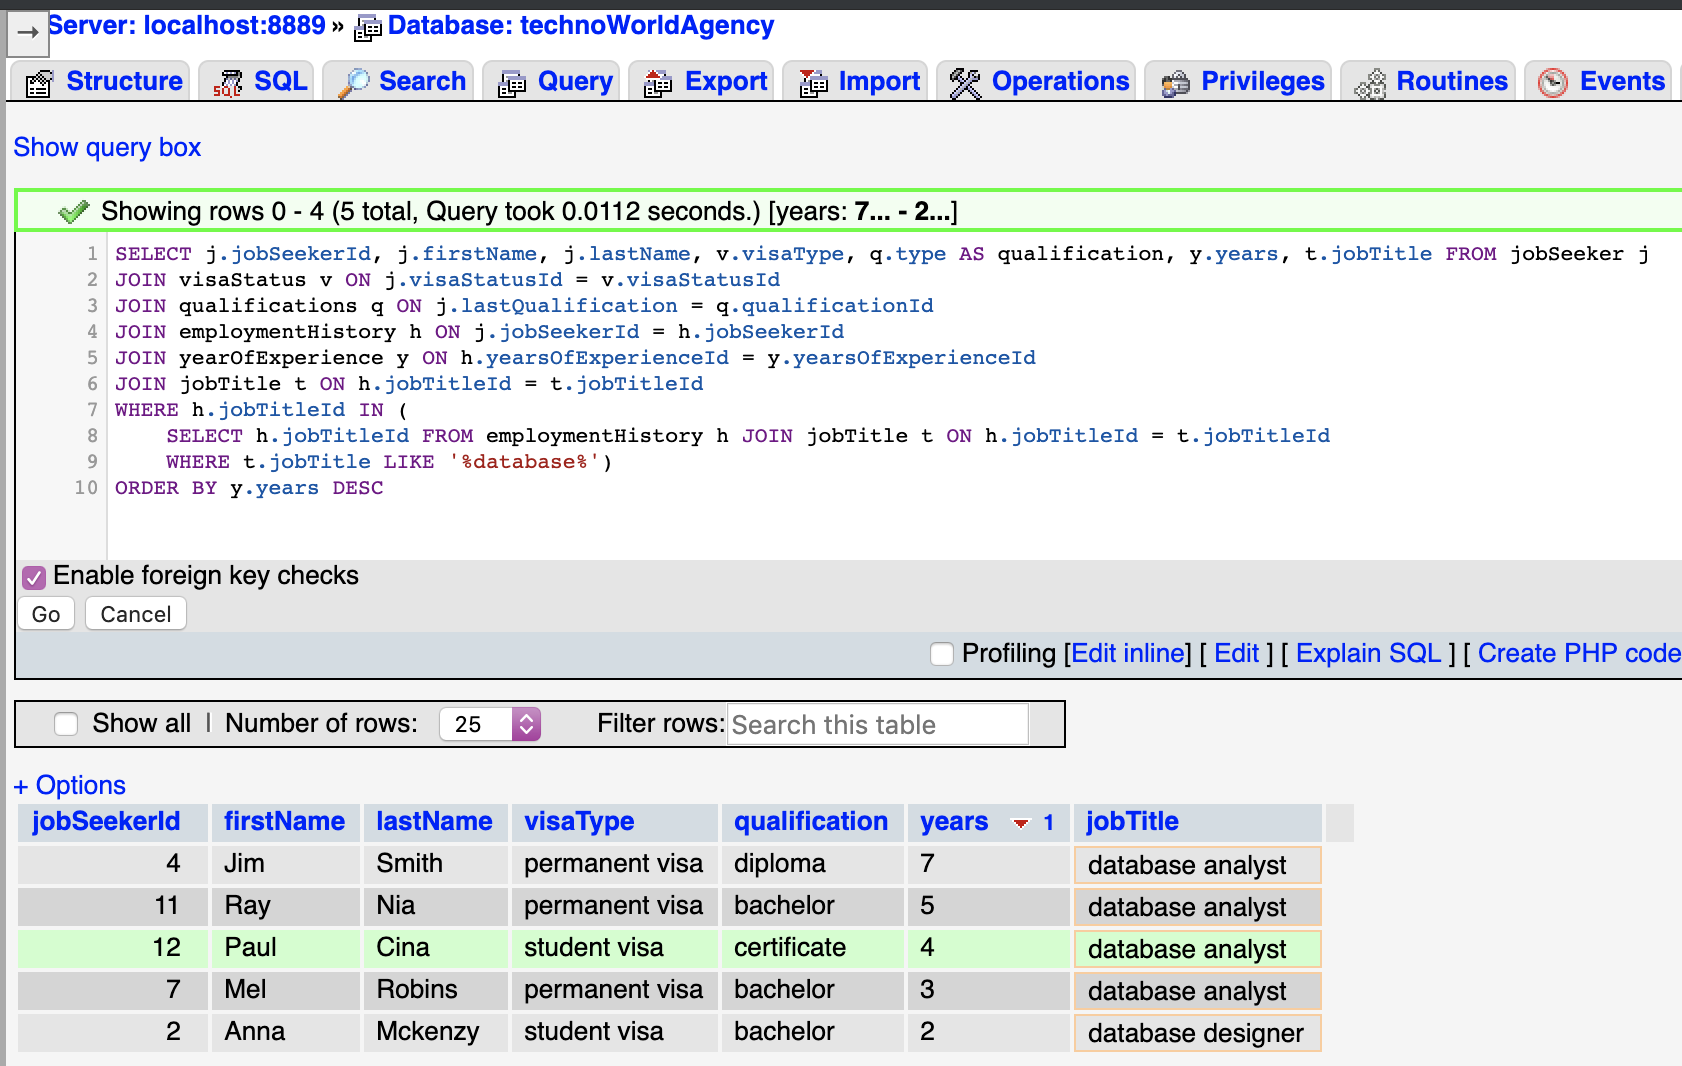 Server: localhost:8889 » Database: technoWorldAgency
Structure SQL Search Query Export Import Operations Privileges Routines Events
Show query box
Showing rows 0 - 4 (5 total, Query took 0.0112 seconds.) [years: 7... - 2...]
1 SELECT j.jobSeekerId, j.firstName, j.lastName, v.visaType, q.type AS qualification, y.years, t.jobTitle FROM jobSeeker j
2 JOIN visaStatus v ON j.visaStatusId = v.visaStatusId
3 JOIN qualifications q ON j.lastQualification = q.qualificationId
4 JOIN employmentHistory h ON j.jobSeekerId = h.jobSeekerId
5 JOIN yearOfExperience y ON h.yearsOfExperienceId = y.yearsOfExperienceId
6 JOIN jobTitle t ON h.jobTitleId = t.jobTitleId
7 WHERE h.jobTitleId IN (
8 SELECT h.jobTitleId FROM employmentHistory h JOIN jobTitle t ON h.jobTitleId = t.jobTitleId
9 WHERE t.jobTitle LIKE '%database%')
10 ORDER BY y.years DESC
Enable foreign key checks
Go Cancel
Profiling [Edit inline] [ Edit ] [ Explain SQL ] [ Create PHP code
Show all | Number of rows: 25 Filter rows: Search this table
+ Options
jobSeekerId firstName lastName visaType qualification years 1 jobTitle
4 Jim Smith permanent visa diploma 7 database analyst
11 Ray Nia permanent visa bachelor 5 database analyst
12 Paul Cina student visa certificate 4 database analyst
7 Mel Robins permanent visa bachelor 3 database analyst
2 Anna Mckenzy student visa bachelor 2 database designer